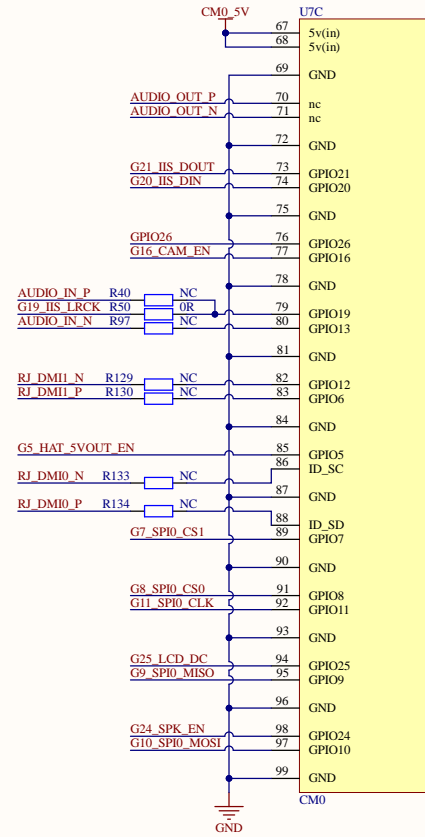 CM0_5V U7C
67 5v(in)
68 5v(in)
69 GND
AUDIO_OUT_P 70 nc
AUDIO_OUT_N 71 nc
72 GND
G21_IIS_DOUT 73 GPIO21
G20_IIS_DIN 74 GPIO20
75 GND
GPIO26 76 GPIO26
G16_CAM_EN 77 GPIO16
78 GND
AUDIO_IN_P R40 NC
G19_IIS_LRCK R50 0R 79 GPIO19
AUDIO_IN_N R97 NC 80 GPIO13
81 GND
RJ_DMI1_N R129 NC 82 GPIO12
RJ_DMI1_P R130 NC 83 GPIO6
84 GND
G5_HAT_5VOUT_EN 85 GPIO5
86 ID_SC
RJ_DMI0_N R133 NC
87 GND
RJ_DMI0_P R134 NC
88 ID_SD
G7_SPI0_CS1 89 GPIO7
90 GND
G8_SPI0_CS0 91 GPIO8
G11_SPI0_CLK 92 GPIO11
93 GND
G25_LCD_DC 94 GPIO25
G9_SPI0_MISO 95 GPIO9
96 GND
G24_SPK_EN 98 GPIO24
G10_SPI0_MOSI 97 GPIO10
99 GND
CM0
GND